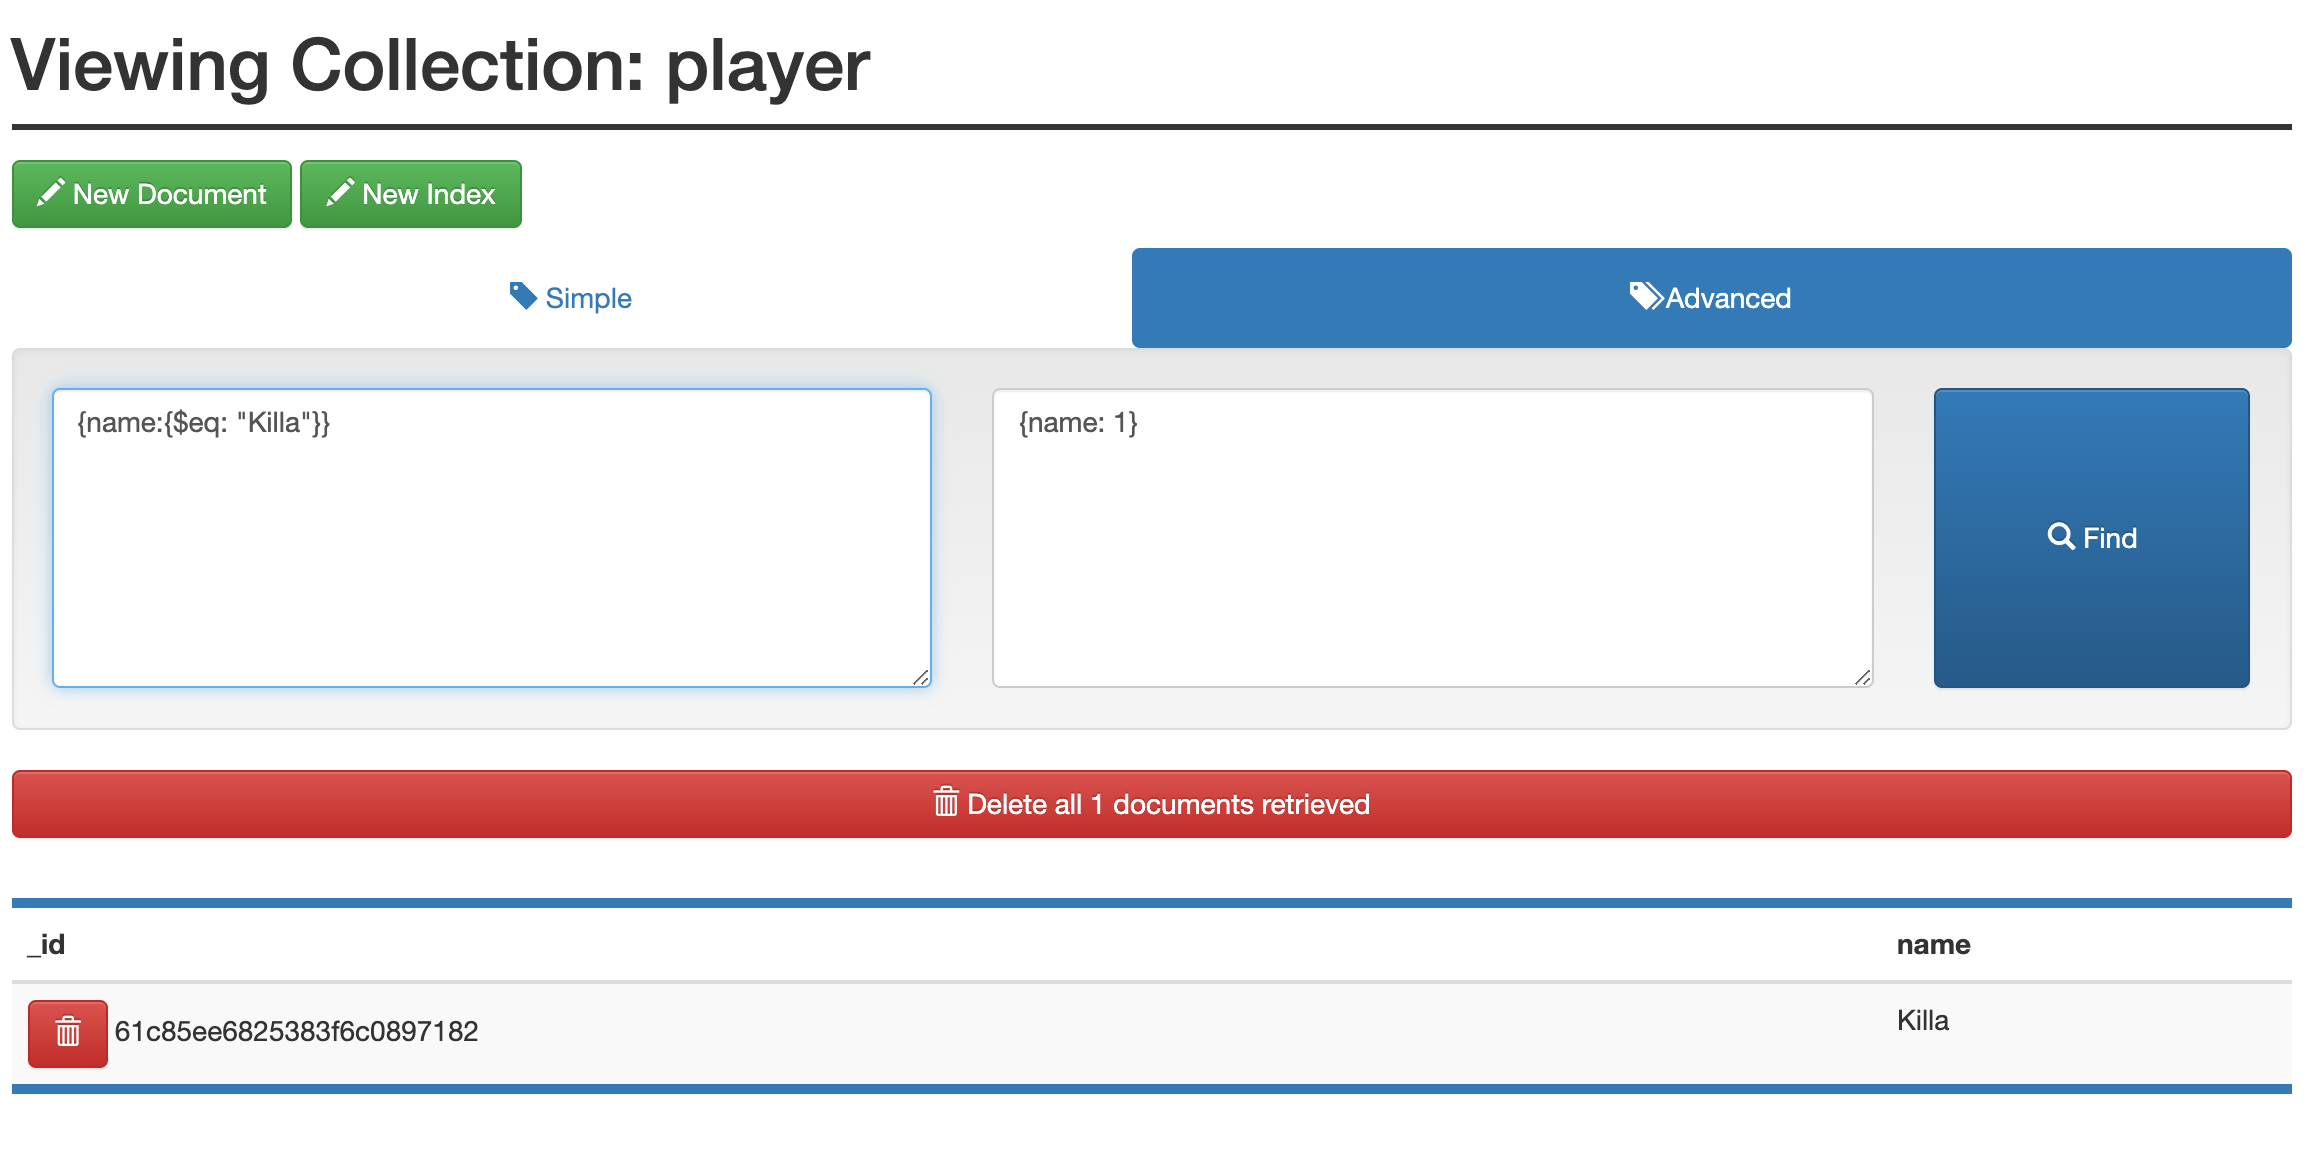 Viewing Collection: player
New Document New Index
Simple Advanced
{name:{$eq: "Killa"}} {name: 1}
Find
Delete all 1 documents retrieved
_id name
61c85ee6825383f6c0897182 Killa